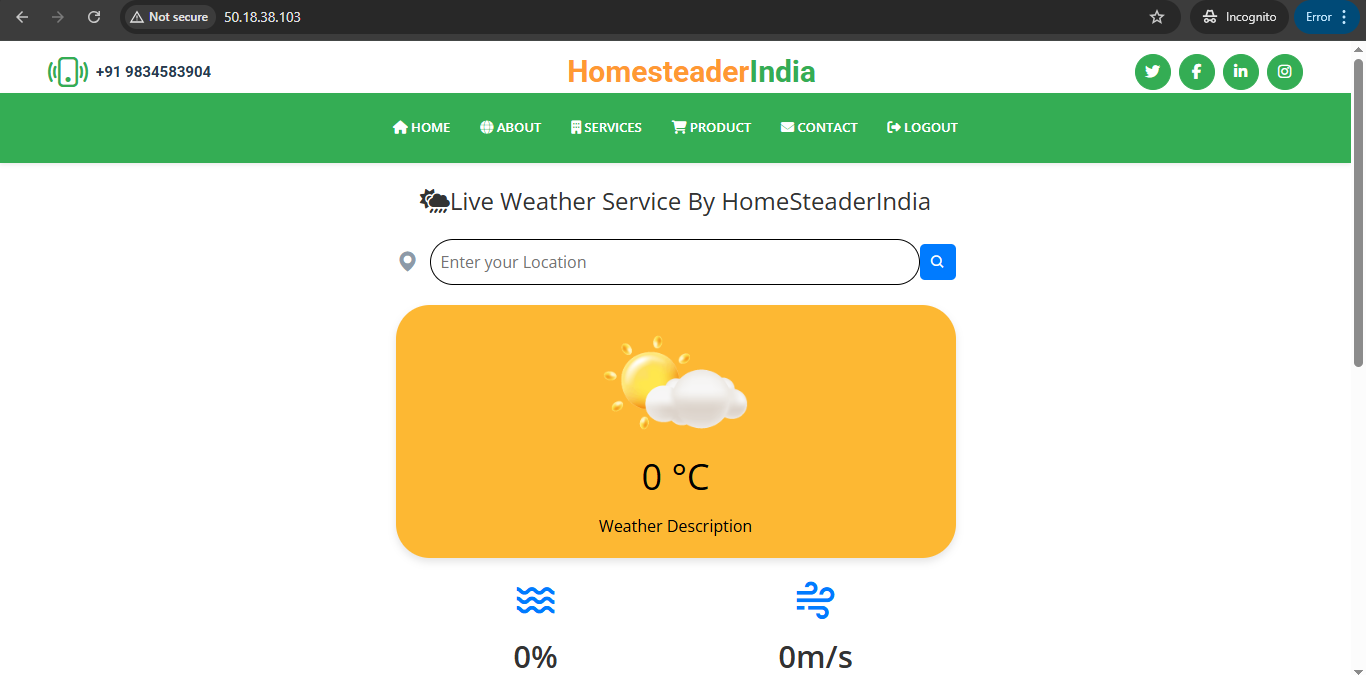 Not secure 50.18.38.103 Incognito Error
+91 9834583904 HomesteaderIndia
HOME ABOUT SERVICES PRODUCT CONTACT LOGOUT
Live Weather Service By HomeSteaderIndia
Enter your Location
0 °C
Weather Description
0% 0m/s